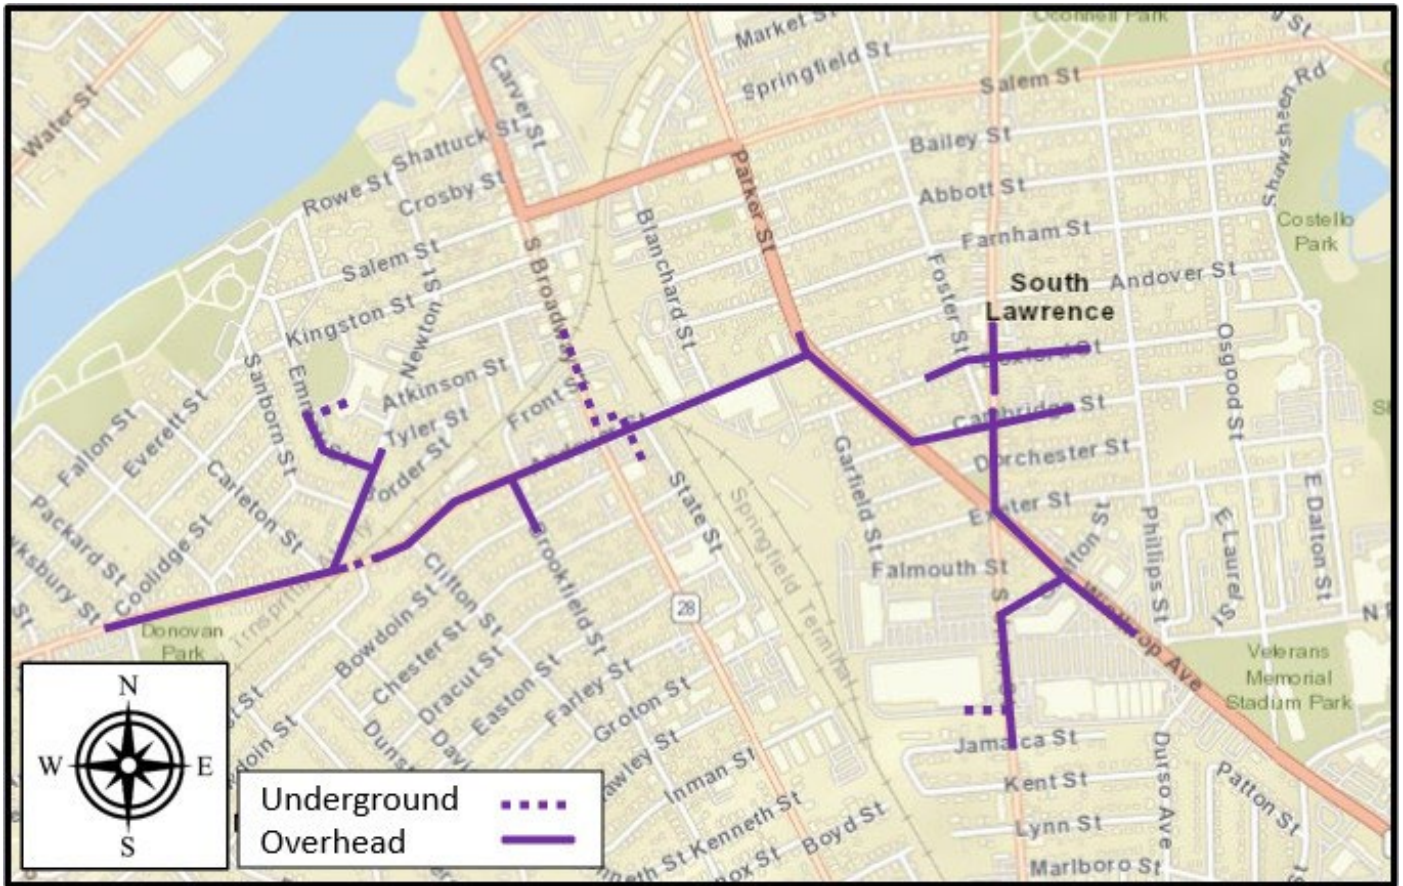 Oconnell Park
Market St
Carver St
Springfield St
Salem St
Shawsheen Rd
Water St
Shattuck St
Bailey St
Rowe St
Crosby St
Parker St
Abbott St
Costello
Park
Blanchard St
Farnham St
Salem St
S Broadway
Foster St
Andover St
South
Lawrence
Kingston St
Newton St
Osgood St
Sanborn St
Atkinson St
Front St
Tyler St
Fallon St
Everett St
Cambridge St
Garfield St
Dorchester St
Carleton St
State St
Springfield Terminal
Exeter St
Phillips St
E Laurel St
E Dalton St
Packard St
Coolidge St
Clifton St
Brookfield St
Falmouth St
28
Donovan
Park
Bowdoin St
Chester St
Dracut St
Easton St
Farley St
Groton St
Winthrop Ave
Veterans
Memorial
Stadium Park
N
W
E
S
Jamaica St
Durso Ave
Patton St
Inman St
Kent St
Kenneth St
Boyd St
Lynn St
Marlboro St
Underground
Overhead